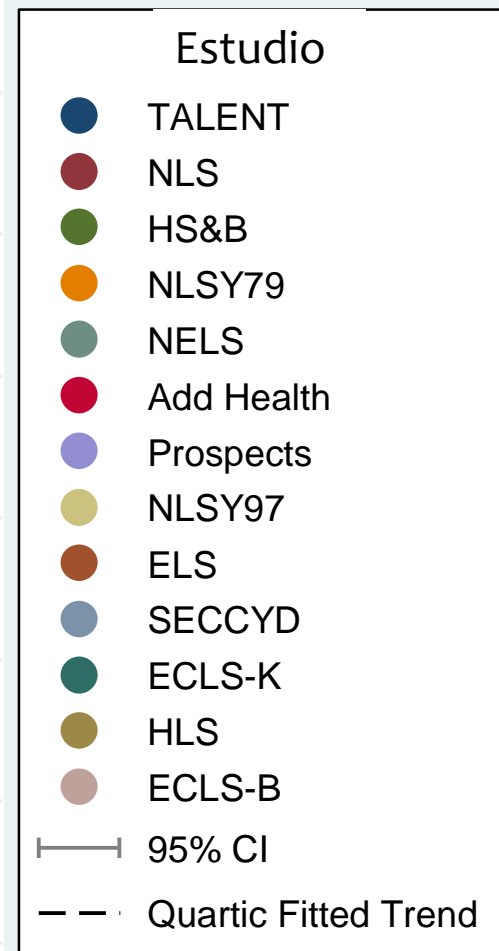 Estudio
TALENT
NLS
HS&B
NLSY79
NELS
Add Health
Prospects
NLSY97
ELS
SECCYD
ECLS-K
HLS
ECLS-B
95% CI
Quartic Fitted Trend